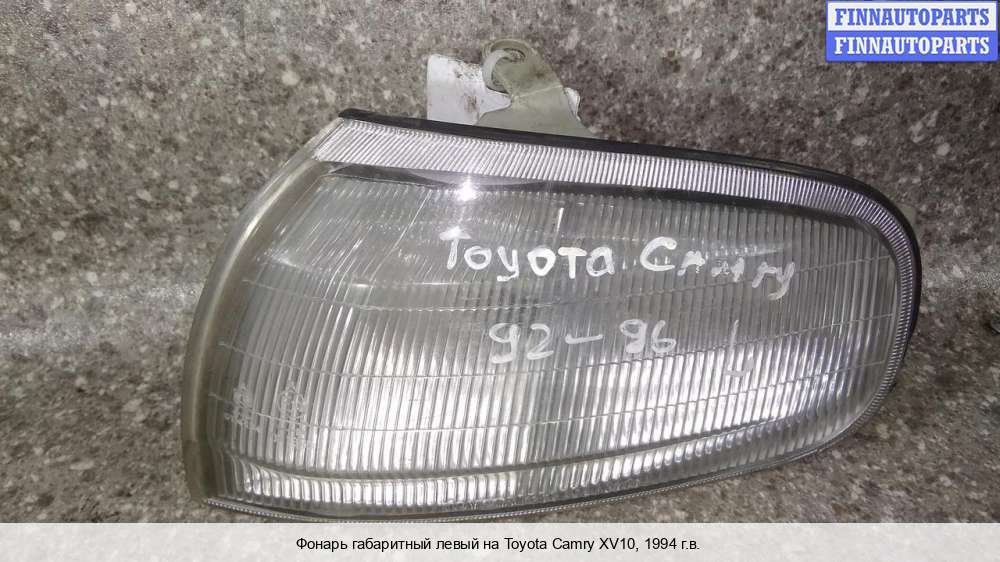 FINNAUTOPARTS
FINNAUTOPARTS
Toyota Camry
92-96 L
Фонарь габаритный левый на Toyota Camry XV10, 1994 г.в.